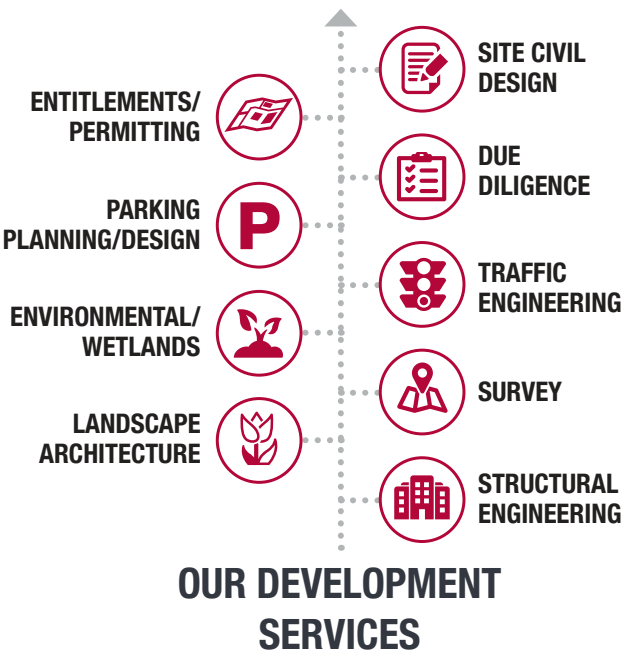 SITE CIVIL
DESIGN
ENTITLEMENTS/
PERMITTING
DUE
DILIGENCE
PARKING
PLANNING/DESIGN
P
TRAFFIC
ENGINEERING
ENVIRONMENTAL/
WETLANDS
SURVEY
LANDSCAPE
ARCHITECTURE
STRUCTURAL
ENGINEERING
OUR DEVELOPMENT
SERVICES